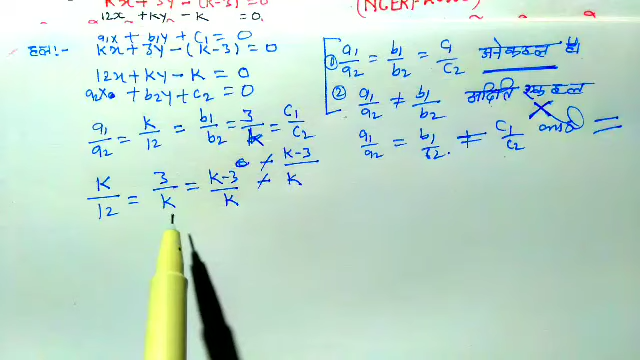 Kx + 3y - (K-3) = 0
12x + Ky - K = 0,
a₁x + b₁y + C₁ = 0
हल:- Kx + 3y - (K-3) = 0
12x + Ky - K = 0
a₂x + b₂y + C₂ = 0
a₁/a₂ = K/12 = b₁/b₂ = 3/K = C₁/C₂
K/12 = 3/K = K-3/K
- K-3 / - K
① a₁/a₂ = b₁/b₂ = C₁/C₂ अनेक हल है।
② a₁/a₂ ≠ b₁/b₂ हल
a₁/a₂ = b₁/b₂ ≠ C₁/C₂